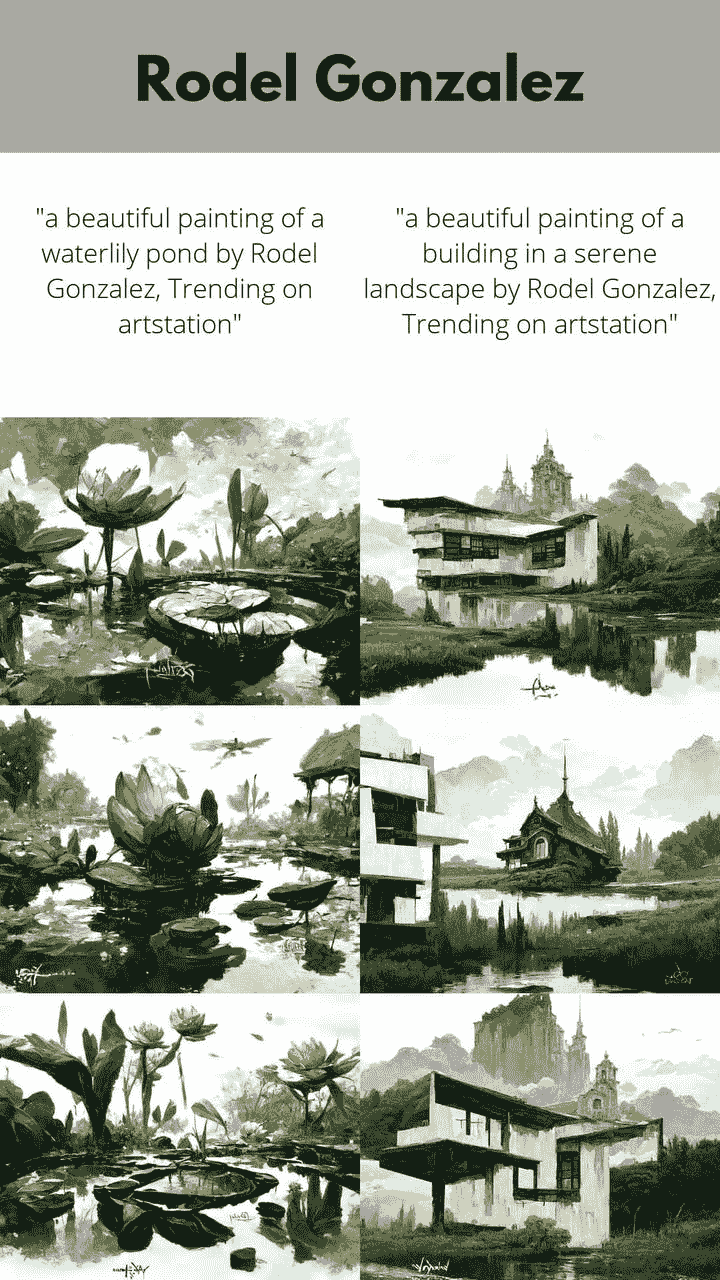 Rodel Gonzalez
"a beautiful painting of a
waterlily pond by Rodel
Gonzalez, Trending on
artstation"
"a beautiful painting of a
building in a serene
landscape by Rodel Gonzalez,
Trending on artstation"